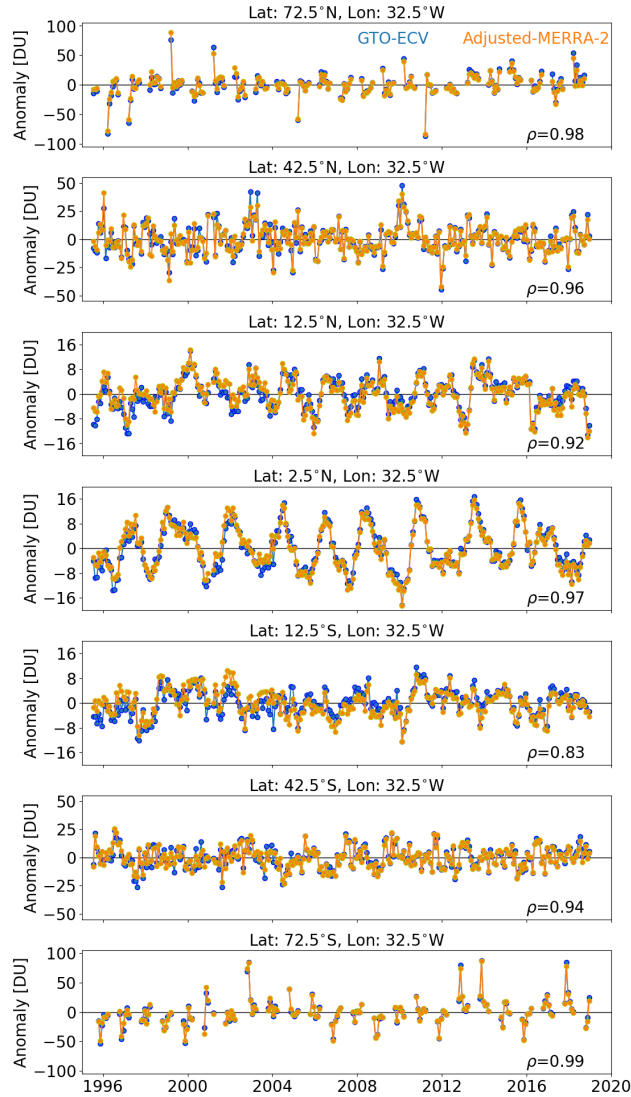 Lat: 72.5°N, Lon: 32.5°W
GTO-ECV Adjusted-MERRA-2
Anomaly [DU]
100
50
0
−50
−100
ρ=0.98
Lat: 42.5°N, Lon: 32.5°W
Anomaly [DU]
50
25
0
−25
−50
ρ=0.96
Lat: 12.5°N, Lon: 32.5°W
Anomaly [DU]
16
8
0
−8
−16
ρ=0.92
Lat: 2.5°N, Lon: 32.5°W
Anomaly [DU]
16
8
0
−8
−16
ρ=0.97
Lat: 12.5°S, Lon: 32.5°W
Anomaly [DU]
16
8
0
−8
−16
ρ=0.83
Lat: 42.5°S, Lon: 32.5°W
Anomaly [DU]
50
25
0
−25
−50
ρ=0.94
Lat: 72.5°S, Lon: 32.5°W
Anomaly [DU]
100
50
0
−50
−100
ρ=0.99
1996 2000 2004 2008 2012 2016 2020